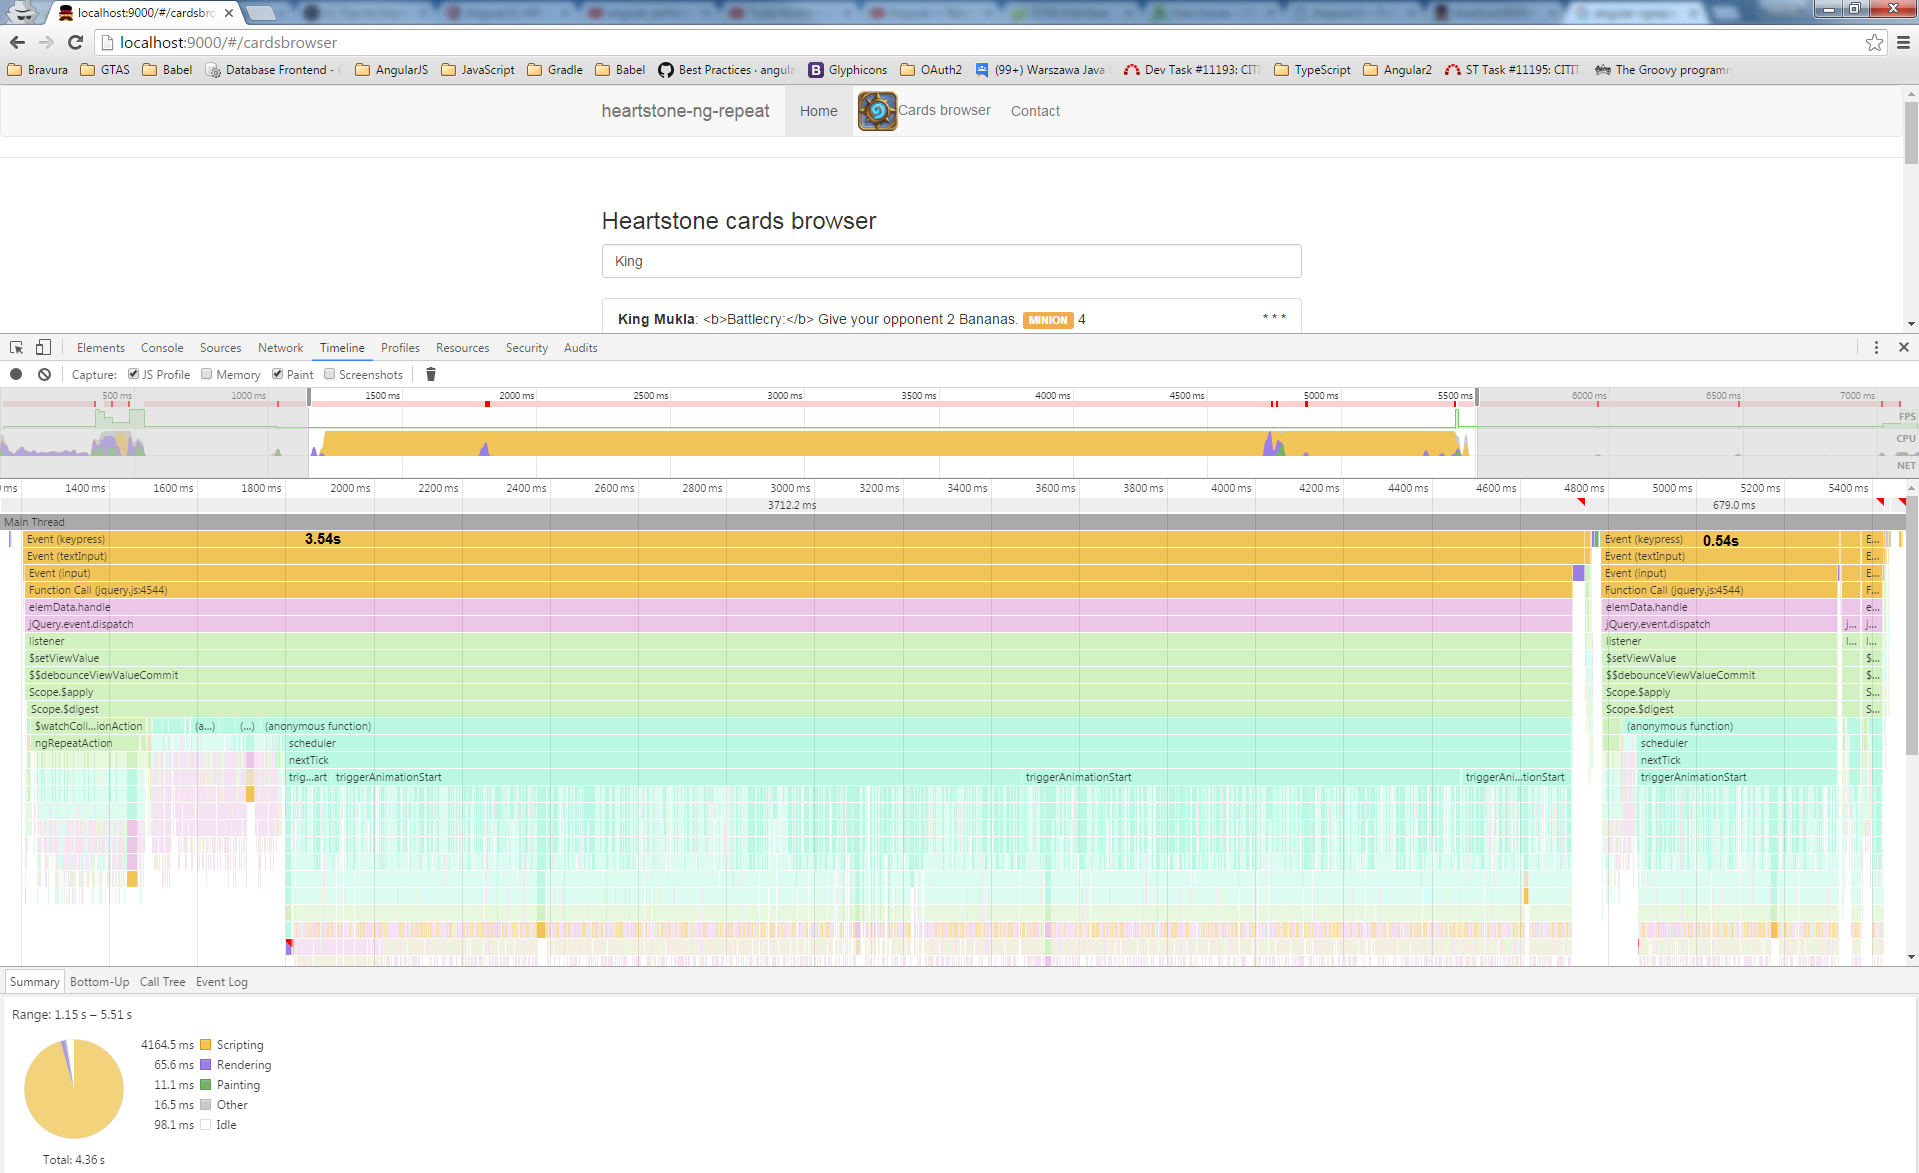 localhost:9000/#/cardsbro
localhost:9000/#/cardsbrowser
Bravura GTAS Babel Database Frontend - AngularJS JavaScript Gradle Babel Best Practices · angula Glyphicons OAuth2 (99+) Warszawa Java Dev Task #11193: CITI TypeScript Angular2 ST Task #11195: CITIT The Groovy programm
heartstone-ng-repeat Home Cards browser Contact
Heartstone cards browser
King
King Mukla: <b>Battlecry:</b> Give your opponent 2 Bananas. MINION 4 * * *
Elements Console Sources Network Timeline Profiles Resources Security Audits
Capture: JS Profile Memory Paint Screenshots
500 ms 1000 ms 1500 ms 2000 ms 2500 ms 3000 ms 3500 ms 4000 ms 4500 ms 5000 ms 5500 ms 6000 ms 6500 ms 7000 ms
FPS
CPU
NET
ms 1400 ms 1600 ms 1800 ms 2000 ms 2200 ms 2400 ms 2600 ms 2800 ms 3000 ms 3200 ms 3400 ms 3600 ms 3800 ms 4000 ms 4200 ms 4400 ms 4600 ms 4800 ms 5000 ms 5200 ms 5400 ms
3712.2 ms 679.0 ms
Main Thread
Event (keypress) 3.54s Event (keypress) 0.54s E...
Event (textInput) Event (textInput) E...
Event (input) Event (input) E...
Function Call (jquery.js:4544) Function Call (jquery.js:4544) F...
elemData.handle elemData.handle e...
jQuery.event.dispatch jQuery.event.dispatch j... j...
listener listener l... l...
$setViewValue $setViewValue $...
$$debounceViewValueCommit $$debounceViewValueCommit $...
Scope.$apply Scope.$apply S...
Scope.$digest Scope.$digest S...
$watchColl...ionAction (a...) (...) (anonymous function) (anonymous function)
ngRepeatAction scheduler scheduler
nextTick nextTick
trig...art triggerAnimationStart triggerAnimationStart triggerAni...tionStart triggerAnimationStart
Summary Bottom-Up Call Tree Event Log
Range: 1.15 s – 5.51 s
4164.5 ms Scripting
65.6 ms Rendering
11.1 ms Painting
16.5 ms Other
98.1 ms Idle
Total: 4.36 s